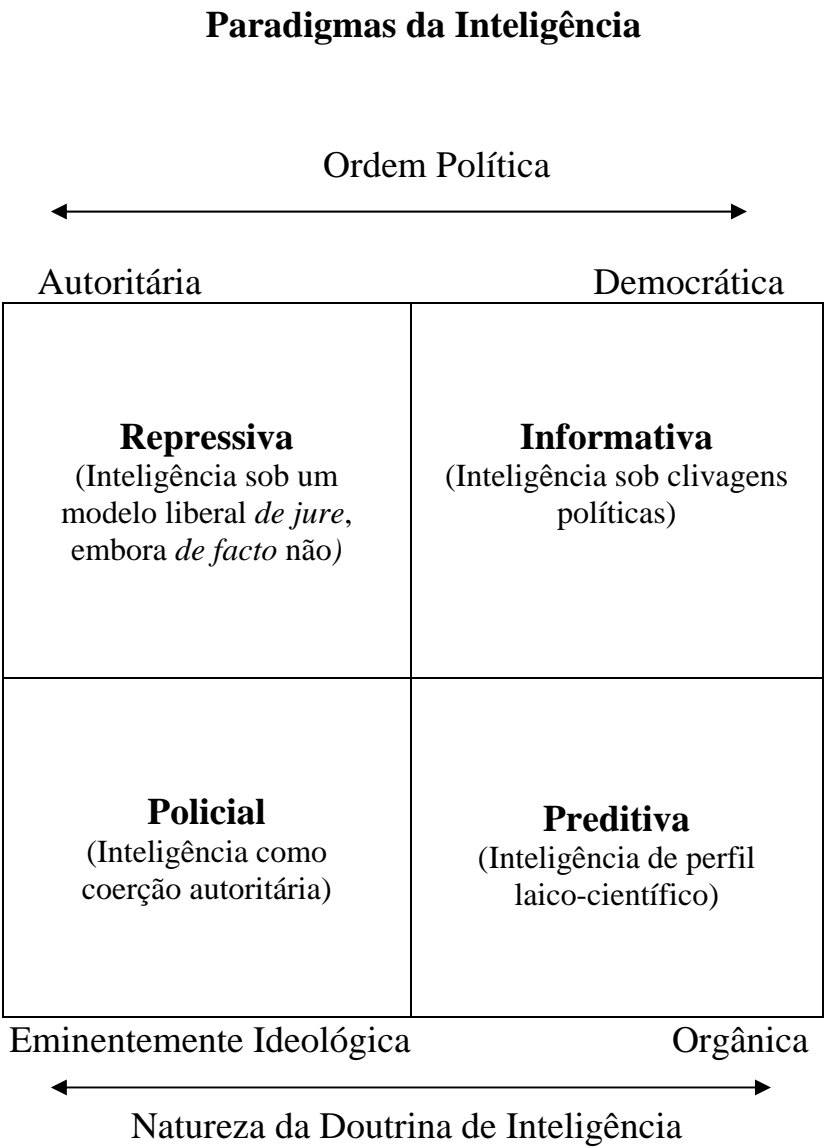 Paradigmas da Inteligência
Ordem Política
Autoritária
Democrática
Repressiva
(Inteligência sob um
modelo liberal de jure,
embora de facto não)
Informativa
(Inteligência sob clivagens
políticas)
Policial
(Inteligência como
coerção autoritária)
Preditiva
(Inteligência de perfil
laico-científico)
Eminentemente Ideológica
Orgânica
Natureza da Doutrina de Inteligência